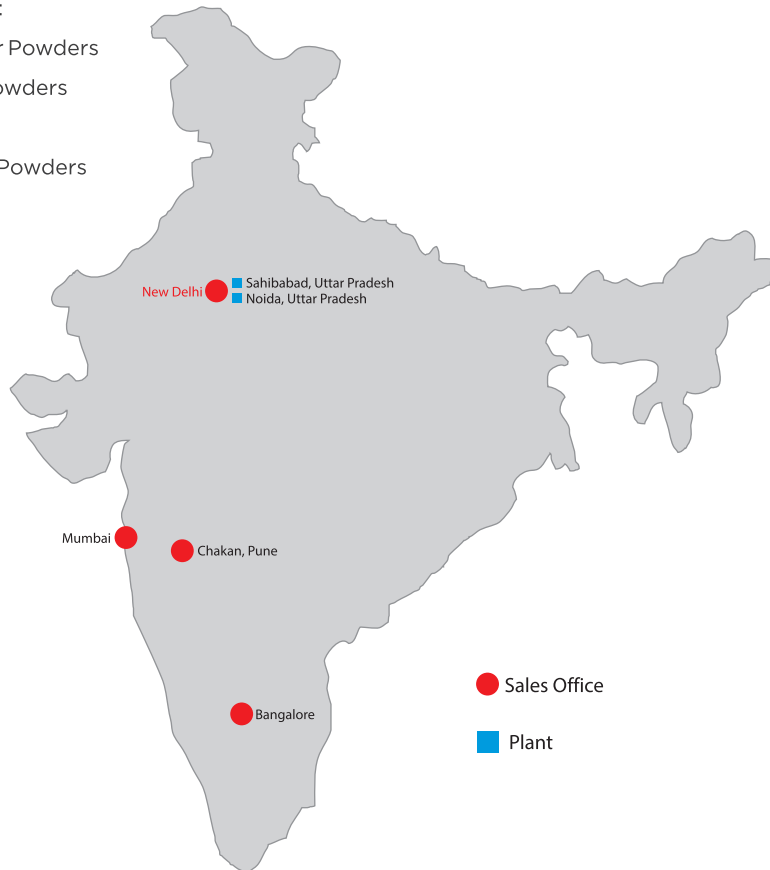 :
r Powders
owders
Powders
New Delhi
Sahibabad, Uttar Pradesh
Noida, Uttar Pradesh
Mumbai
Chakan, Pune
Bangalore
Sales Office
Plant